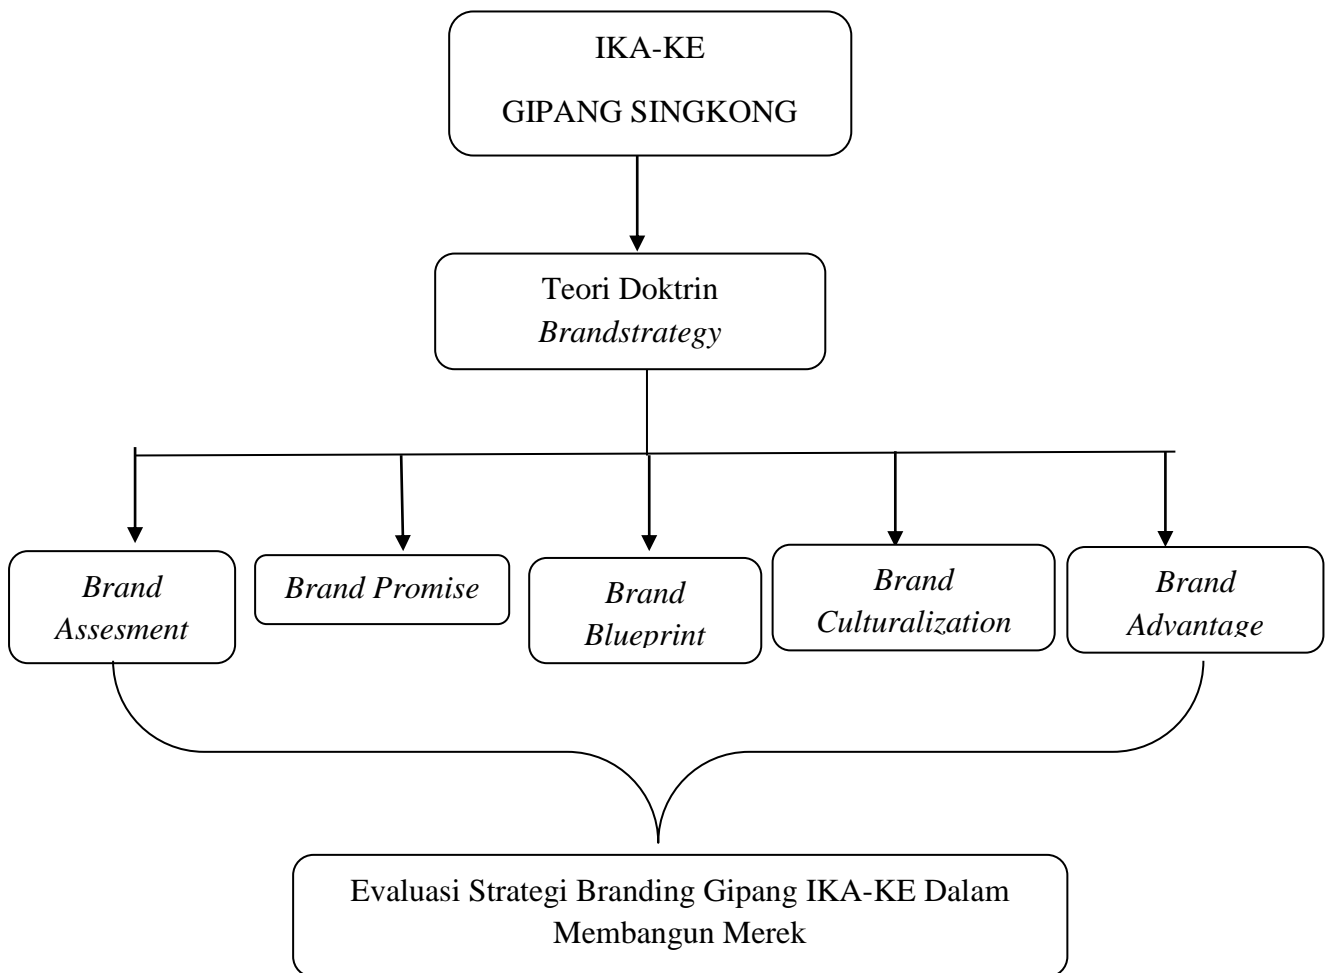 IKA-KE
GIPANG SINGKONG
Teori Doktrin
Brandstrategy
Brand
Assesment
Brand Promise
Brand
Blueprint
Brand
Culturalization
Brand
Advantage
Evaluasi Strategi Branding Gipang IKA-KE Dalam
Membangun Merek